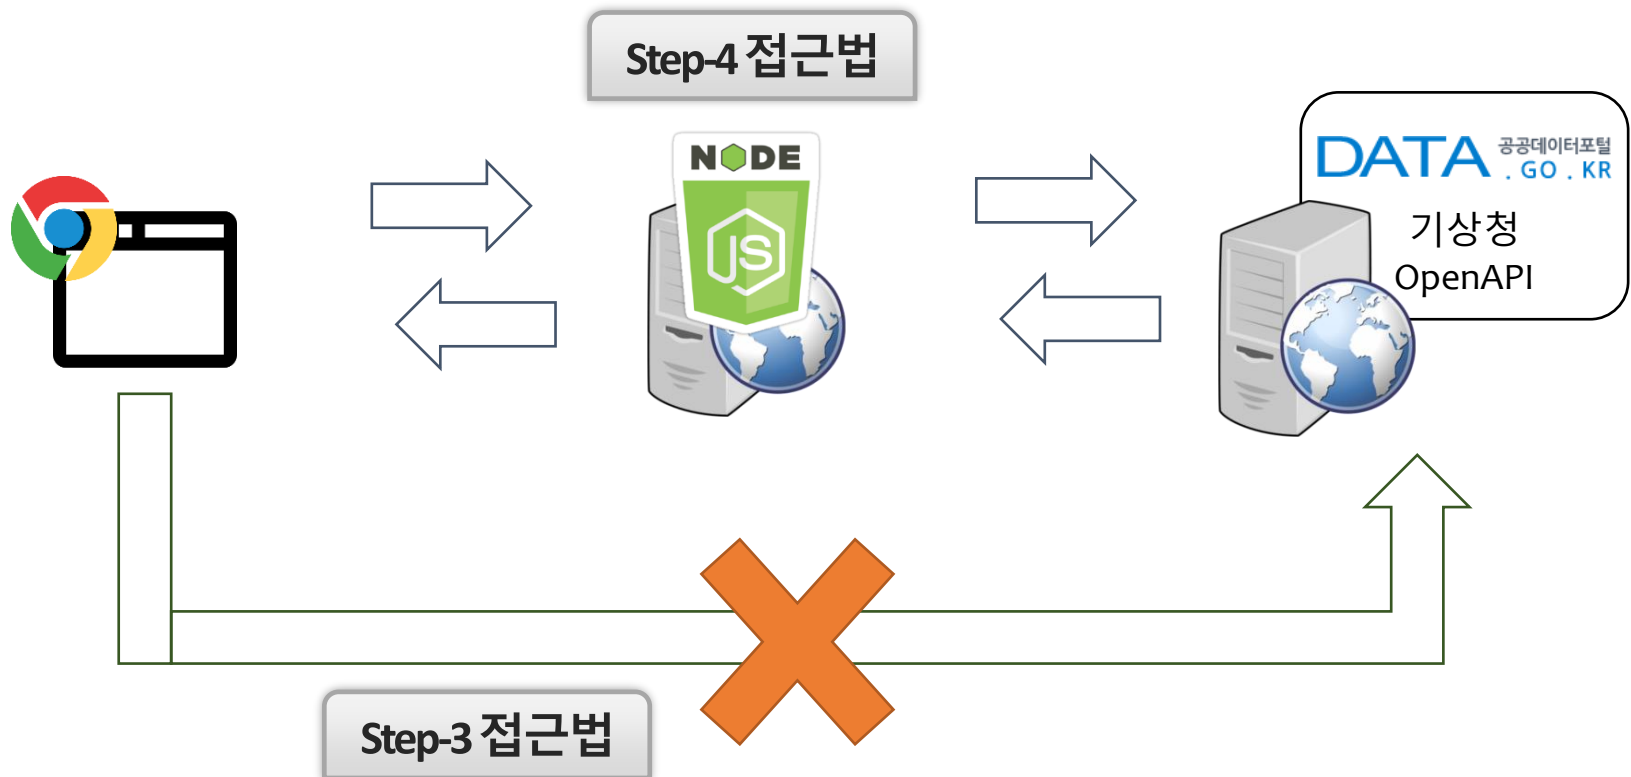 Step-4 접근법
NODE
JS
DATA 공공데이터포털
. GO . KR
기상청
OpenAPI
Step-3 접근법